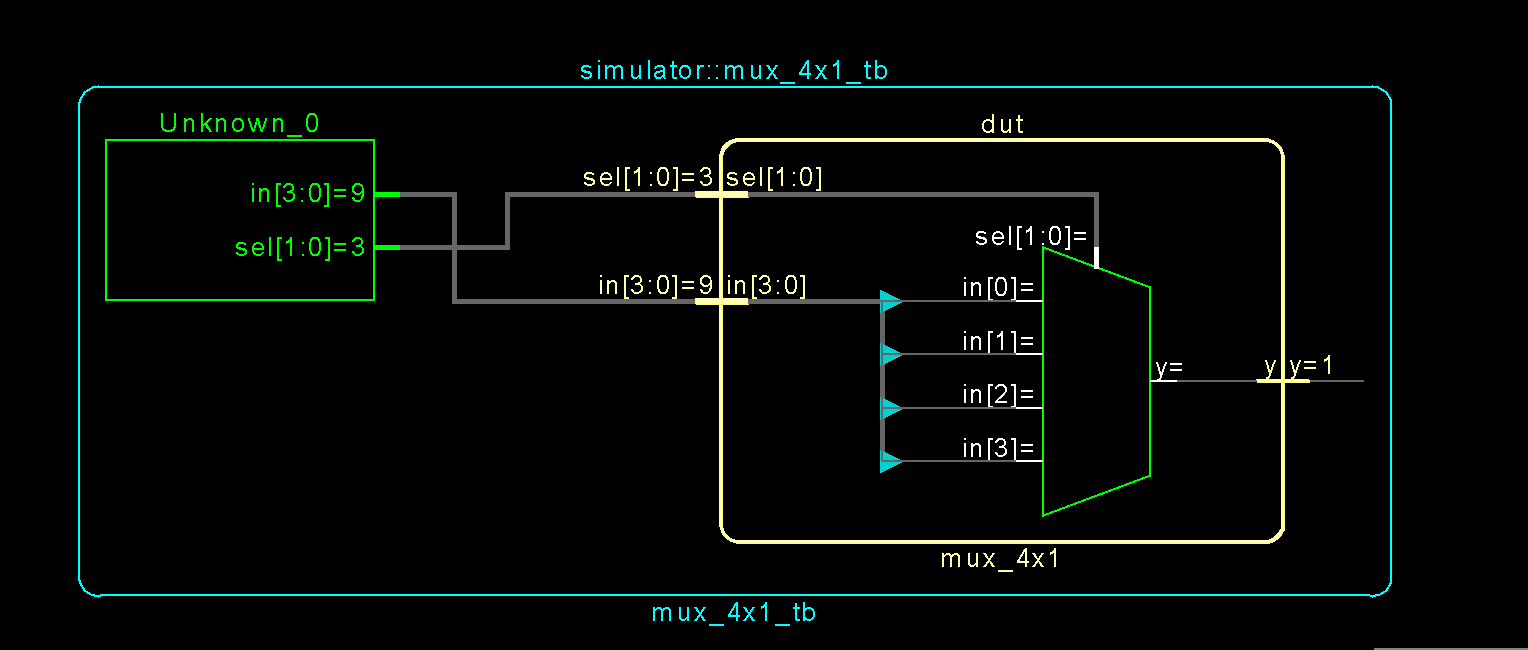 simulator::mux_4x1_tb
Unknown_0
dut
in[3:0]=9
sel[1:0]=3
sel[1:0]=3 sel[1:0]
sel[1:0]=
in[3:0]=9 in[3:0]
in[0]=
in[1]=
in[2]=
in[3]=
y=
y y=1
mux_4x1
mux_4x1_tb